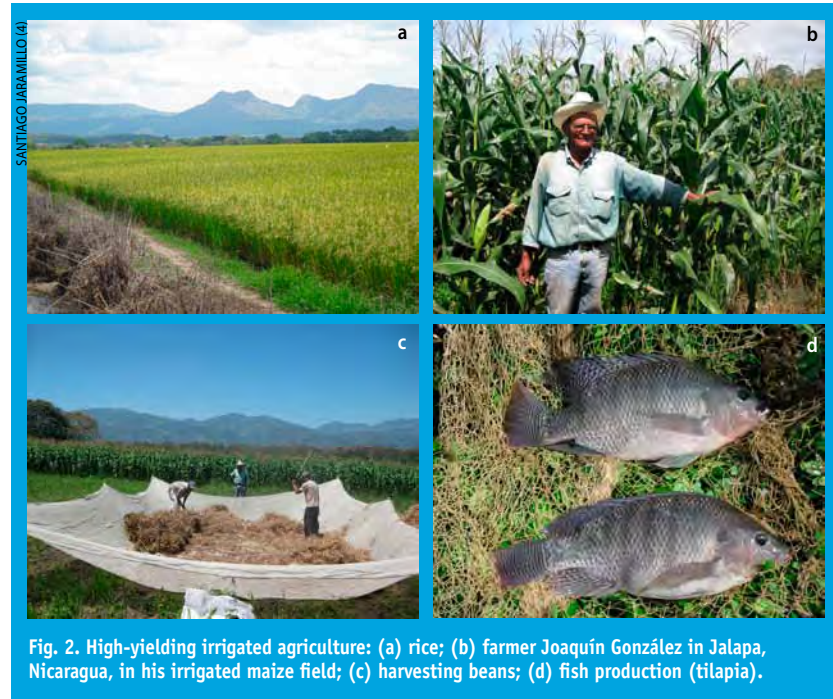 SANTIAGO JARAMILLO (4)
a
b
c
d
Fig. 2. High-yielding irrigated agriculture: (a) rice; (b) farmer Joaquín González in Jalapa,
Nicaragua, in his irrigated maize field; (c) harvesting beans; (d) fish production (tilapia).